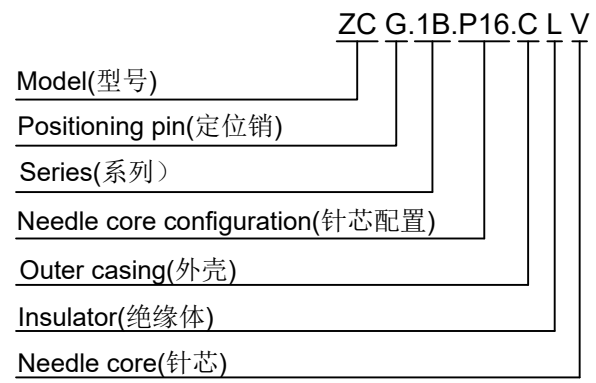 ZC G.1B.P16.C L V
Model(型号)
Positioning pin(定位销)
Series(系列）
Needle core configuration(针芯配置)
Outer casing(外壳)
Insulator(绝缘体)
Needle core(针芯)